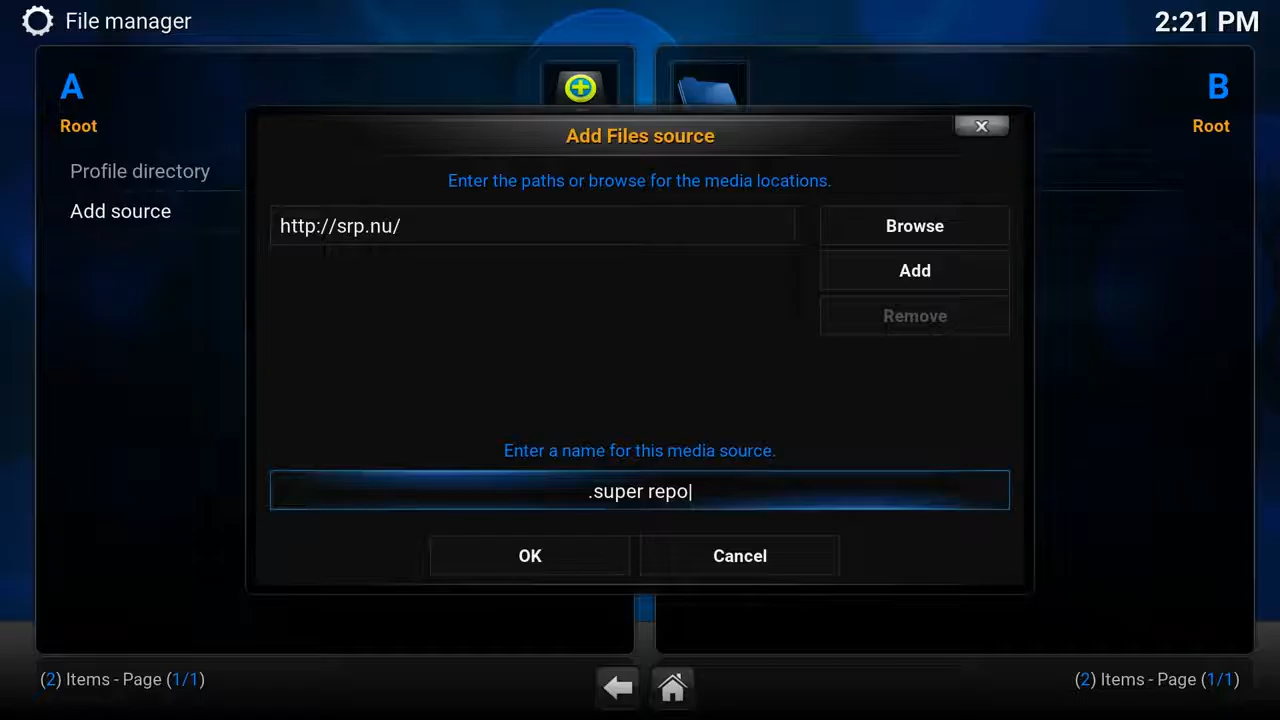 File manager
2:21 PM
A
B
Root
Root
Profile directory
Add source
Add Files source
Enter the paths or browse for the media locations.
http://srp.nu/
Browse
Add
Remove
Enter a name for this media source.
.super repo
OK
Cancel
(2) Items - Page (1/1)
(2) Items - Page (1/1)